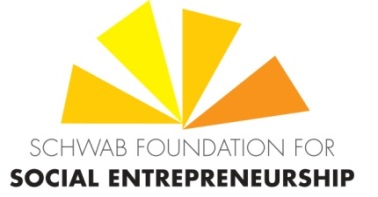 SCHWAB FOUNDATION FOR
SOCIAL ENTREPRENEURSHIP